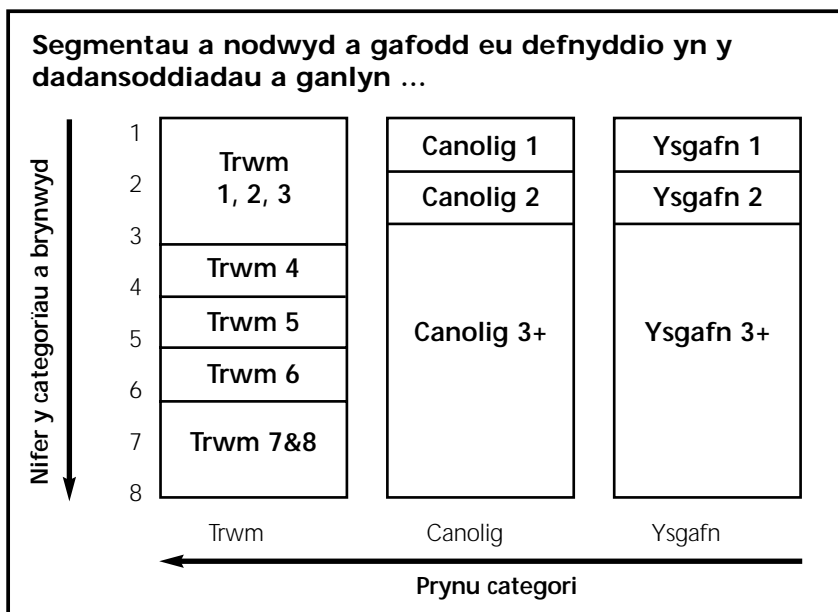 Segmentau a nodwyd a gafodd eu defnyddio yn y
dadansoddiadau a ganlyn ...
Nifer y categorïau a brynwyd
1
2
3
4
5
6
7
8
Trwm
1, 2, 3
Trwm 4
Trwm 5
Trwm 6
Trwm 7&8
Canolig 1
Canolig 2
Canolig 3+
Ysgafn 1
Ysgafn 2
Ysgafn 3+
Trwm
Canolig
Ysgafn
Prynu categori